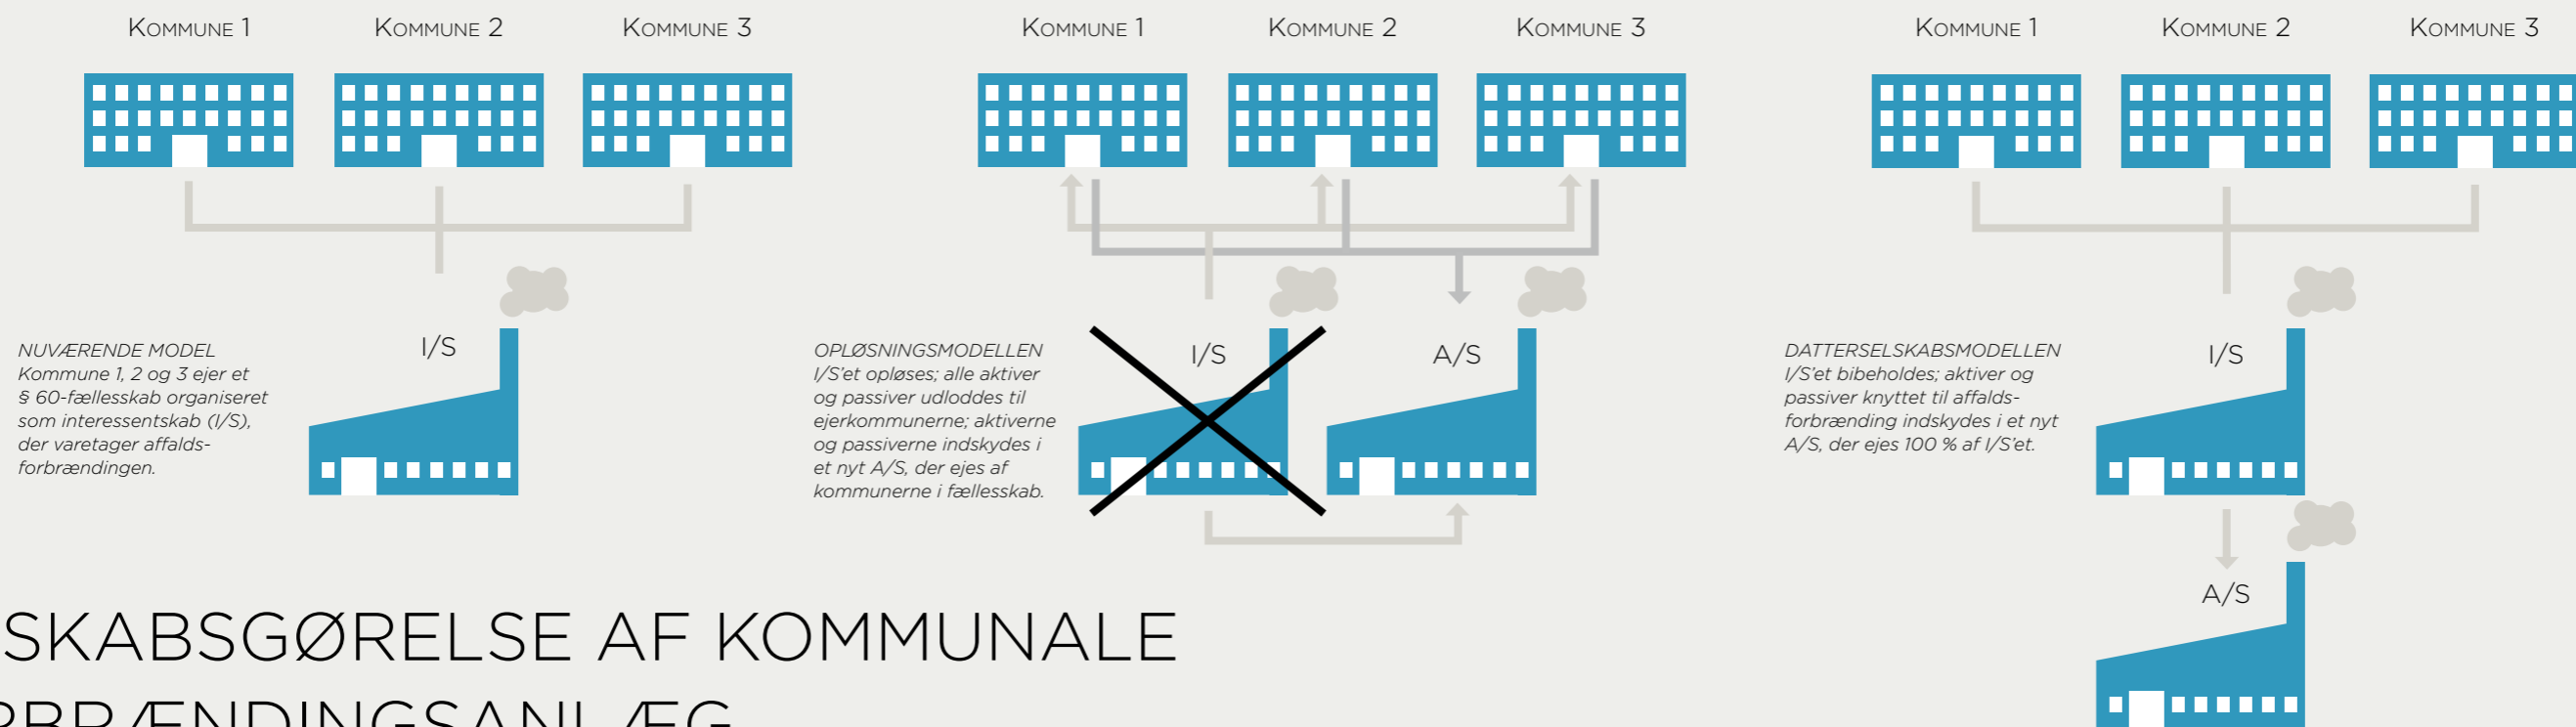 KOMMUNE 1
KOMMUNE 2
KOMMUNE 3
I/S
NUVÆRENDE MODEL
Kommune 1, 2 og 3 ejer et
§ 60-fællesskab organiseret
som interessentskab (I/S),
der varetager affalds-
forbrændingen.
KOMMUNE 1
KOMMUNE 2
KOMMUNE 3
I/S
A/S
OPLØSNINGSMODELLEN
I/S'et opløses; alle aktiver
og passiver udloddes til
ejerkommunerne; aktiverne
og passiverne indskydes i
et nyt A/S, der ejes af
kommunerne i fællesskab.
KOMMUNE 1
KOMMUNE 2
KOMMUNE 3
I/S
DATTERSELSKABSMODELLEN
I/S'et bibeholdes; aktiver og
passiver knyttet til affalds-
forbrænding indskydes i et nyt
A/S, der ejes 100 % af I/S'et.
A/S
SKABSGØRELSE AF KOMMUNALE
RBRÆNDINGSANLÆG